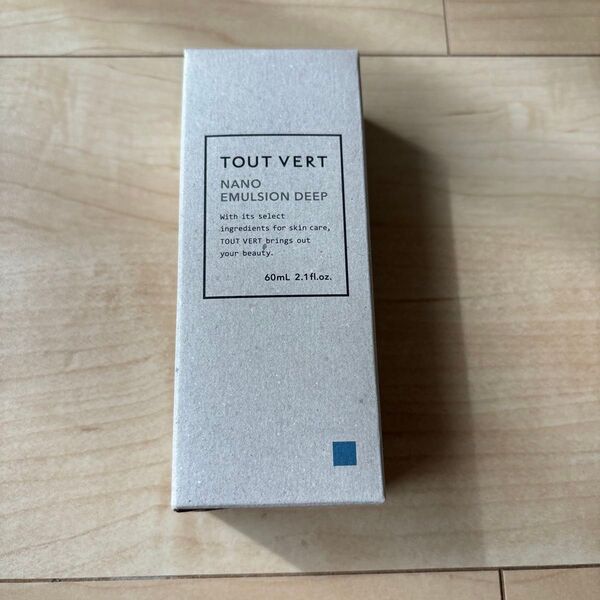 TOUT VERT
NANO
EMULSION DEEP
With its select
ingredients for skin care,
TOUT VERT brings out
your beauty.
60mL 2.1fl.oz.